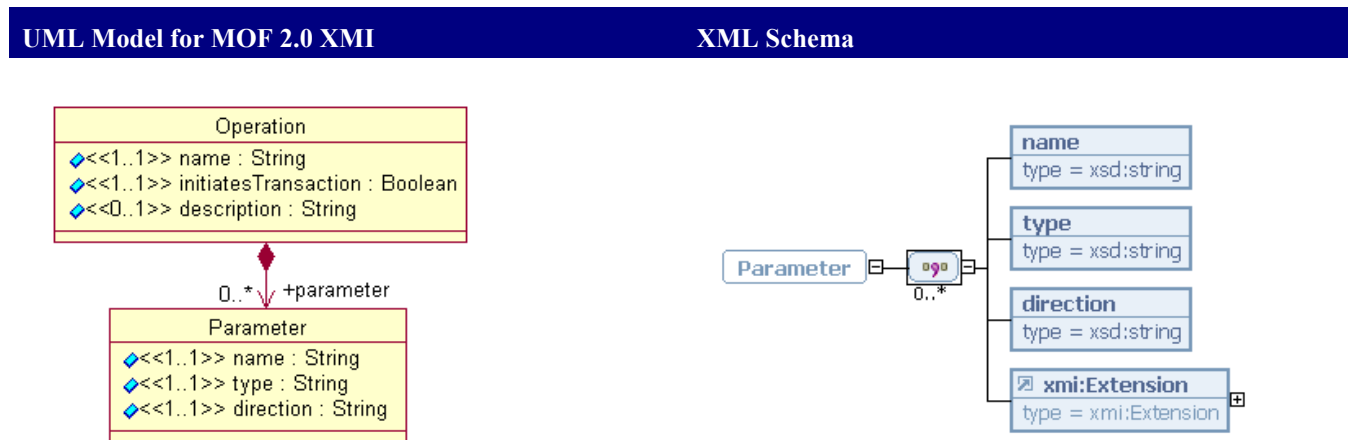 UML Model for MOF 2.0 XMI
XML Schema
Operation
<<1..1>> name : String
<<1..1>> initiatesTransaction : Boolean
<<0..1>> description : String
0..* +parameter
Parameter
<<1..1>> name : String
<<1..1>> type : String
<<1..1>> direction : String
Parameter
0..*
name
type = xsd:string
type
type = xsd:string
direction
type = xsd:string
xmi:Extension
type = xmi:Extension